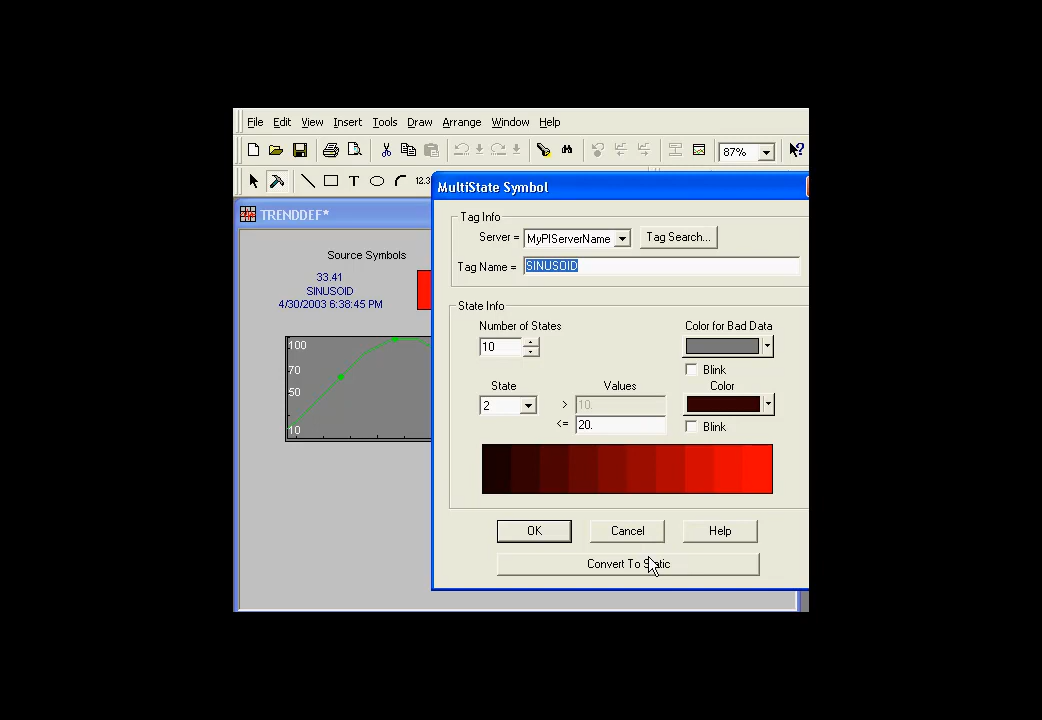 File Edit View Insert Tools Draw Arrange Window Help
87%
T 12.3
MultiState Symbol
TRENDDEF*
Tag Info
Server = MyPIServerName Tag Search...
Tag Name = SINUSOID
Source Symbols
33.41
SINUSOID
4/30/2003 6:38:45 PM
100
70
50
10
State Info
Number of States
10
Color for Bad Data
Blink
State Values Color
2 > 10.
<= 20.
Blink
OK Cancel Help
Convert To Static